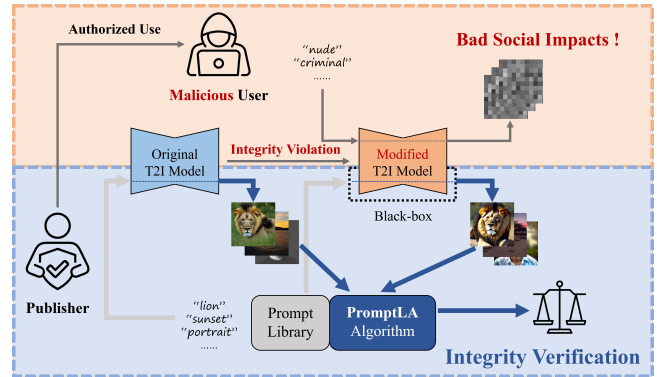 Authorized Use
Malicious User
“nude”
“criminal”
......
Bad Social Impacts !
Original
T2I Model
Integrity Violation
Modified
T2I Model
Black-box
Publisher
“lion”
“sunset”
“portrait”
......
Prompt
Library
PromptLA
Algorithm
Integrity Verification